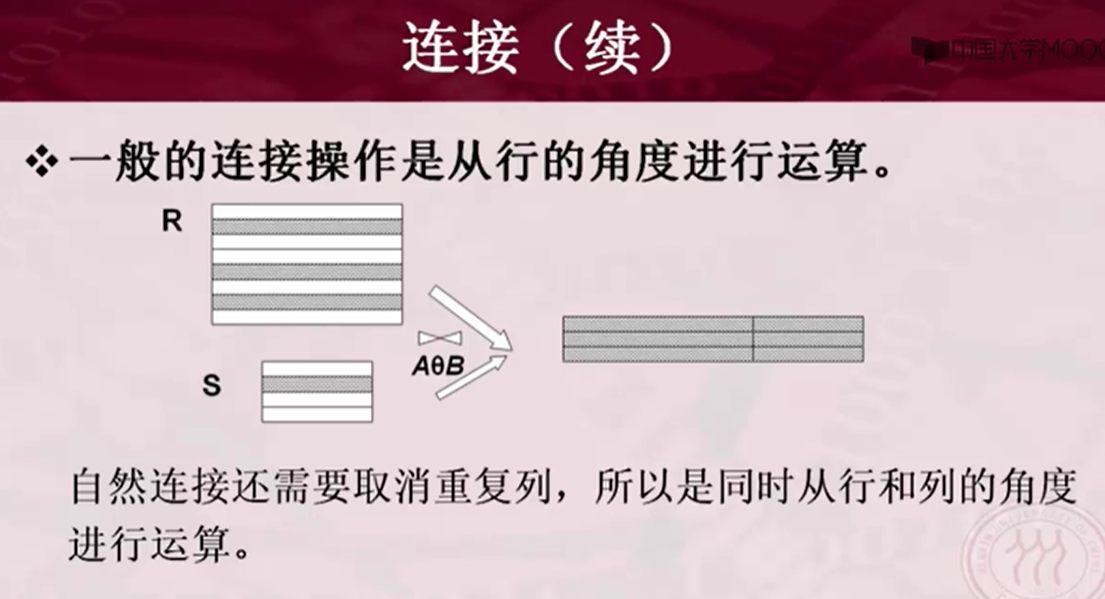 连接（续）
中国大学MOOC
❖一般的连接操作是从行的角度进行运算。
R
AθB
S
自然连接还需要取消重复列，所以是同时从行和列的角度
进行运算。